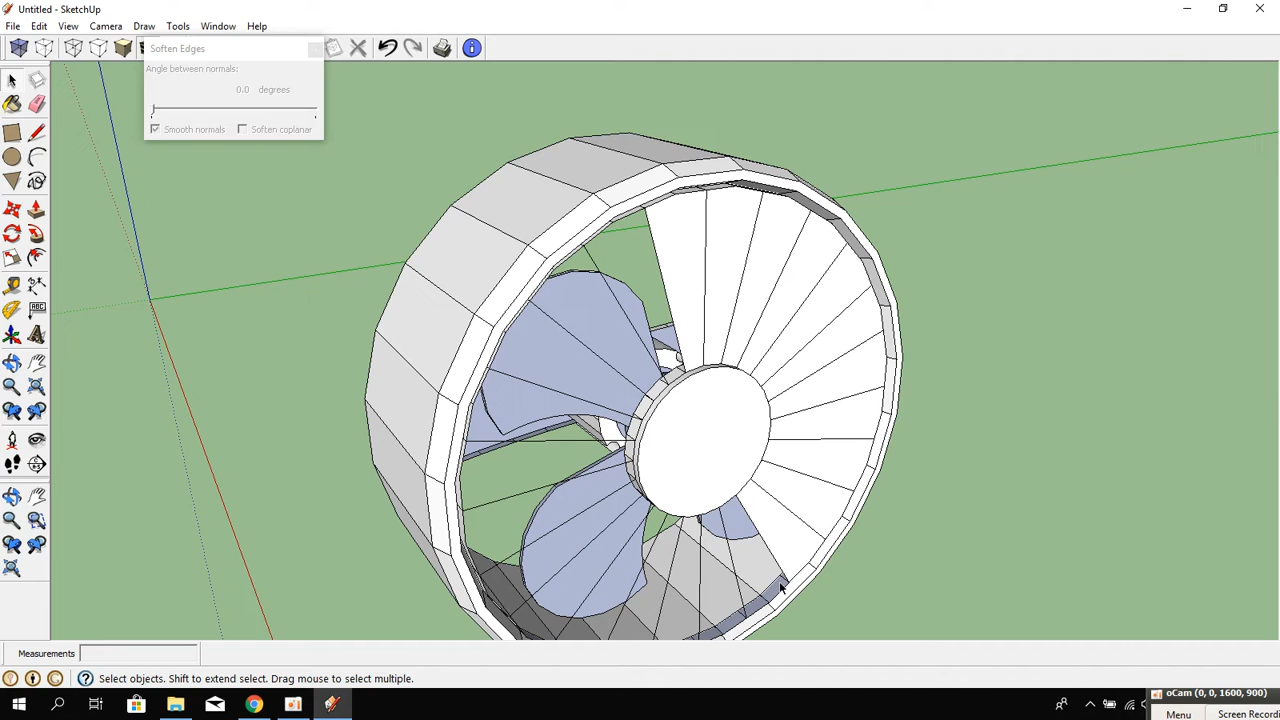 Untitled - SketchUp
File Edit View Camera Draw Tools Window Help
Soften Edges
Angle between normals:
0.0 degrees
Smooth normals Soften coplanar
ABC
Measurements
Select objects. Shift to extend select. Drag mouse to select multiple.
oCam (0, 0, 1600, 900)
Menu Screen Recordi